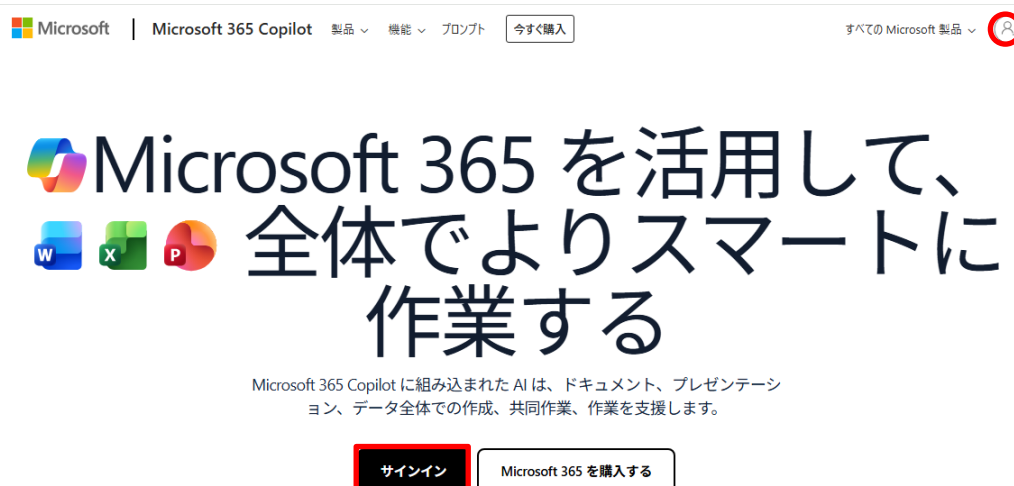 Microsoft Microsoft 365 Copilot 製品 機能 プロンプト 今すぐ購入 すべての Microsoft 製品
Microsoft 365 を活用して、
W X P 全体でよりスマートに
作業する
Microsoft 365 Copilot に組み込まれた AI は、ドキュメント、プレゼンテーシ
ョン、データ全体での作成、共同作業、作業を支援します。
サインイン Microsoft 365 を購入する